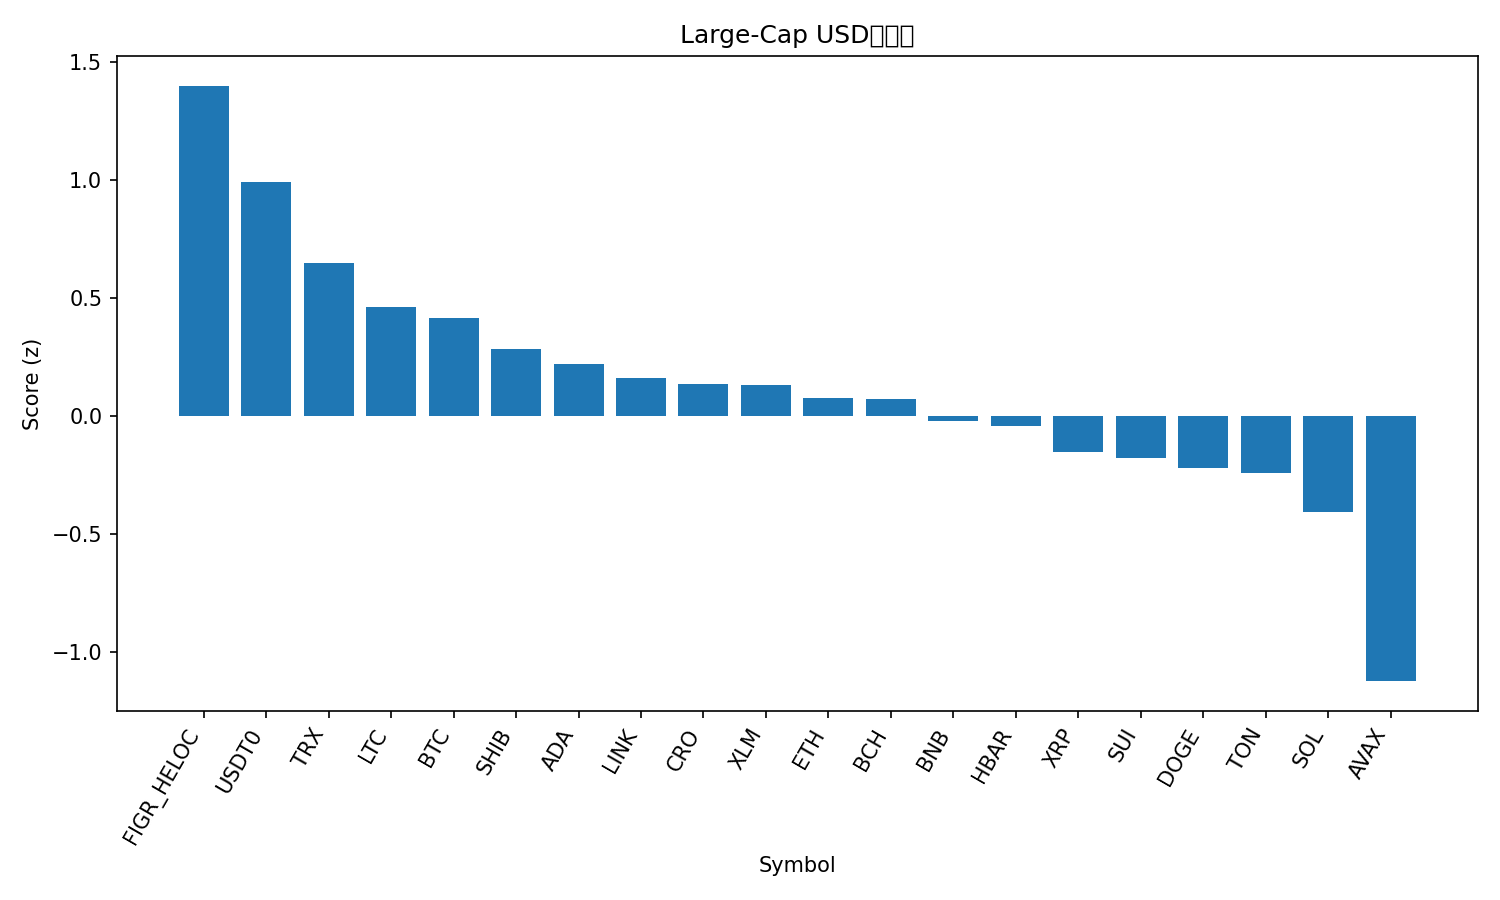 Large-Cap USD
Score (z)
1.5
1.0
0.5
0.0
−0.5
−1.0
FIGR_HELOC
USDT0
TRX
LTC
BTC
SHIB
ADA
LINK
CRO
XLM
ETH
BCH
BNB
HBAR
XRP
SUI
DOGE
TON
SOL
AVAX
Symbol